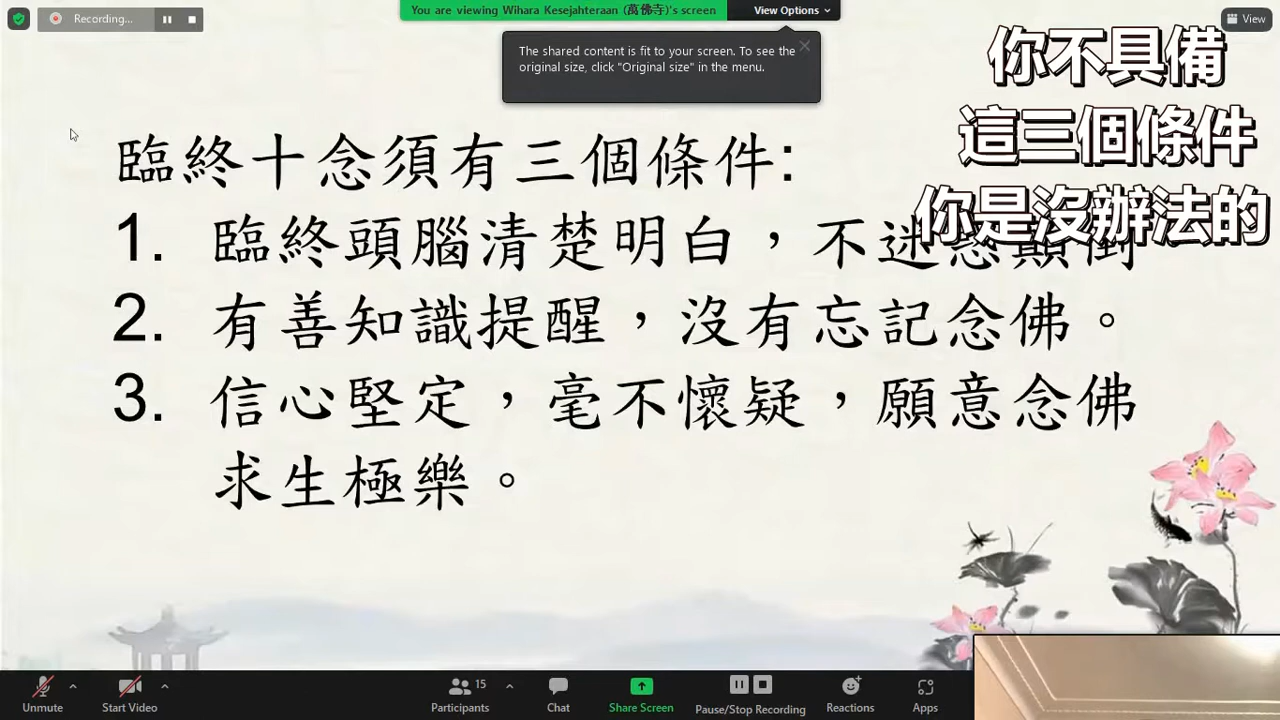 Recording...
You are viewing Wihara Kesejahteraan (萬佛寺)'s screen
View Options
View
The shared content is fit to your screen. To see the
original size, click "Original size" in the menu.
你不具備
這三個條件
你是沒辦法的
臨終十念須有三個條件:
1. 臨終頭腦清楚明白，不迷惑顛倒
2. 有善知識提醒，沒有忘記念佛。
3. 信心堅定，毫不懷疑，願意念佛
求生極樂。
Unmute
Start Video
Participants
15
Chat
Share Screen
Pause/Stop Recording
Reactions
Apps